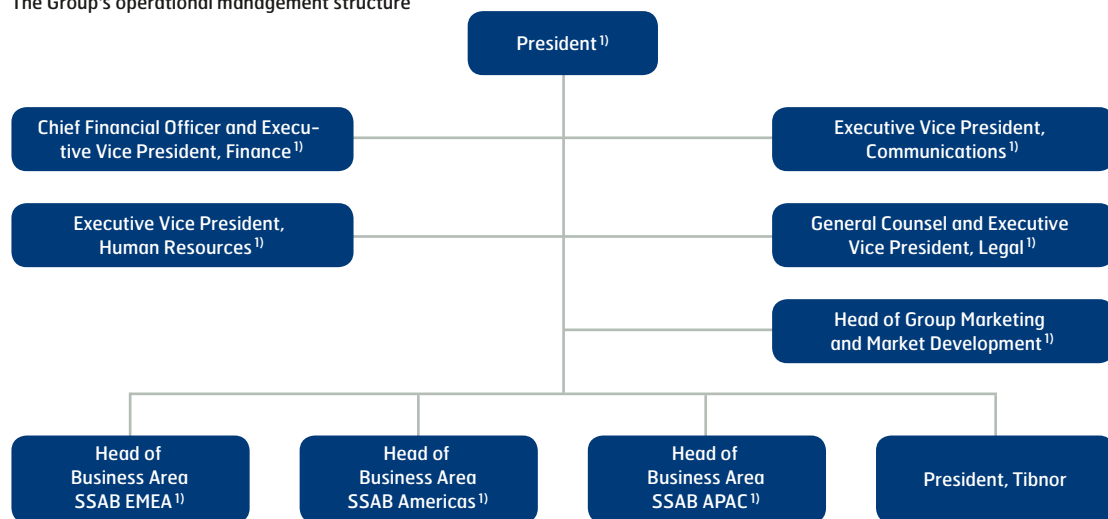 The Group's operational management structure
President 1)
Chief Financial Officer and Execu-
tive Vice President, Finance 1)
Executive Vice President,
Communications 1)
Executive Vice President,
Human Resources 1)
General Counsel and Executive
Vice President, Legal 1)
Head of Group Marketing
and Market Development 1)
Head of
Business Area
SSAB EMEA 1)
Head of
Business Area
SSAB Americas 1)
Head of
Business Area
SSAB APAC 1)
President, Tibnor